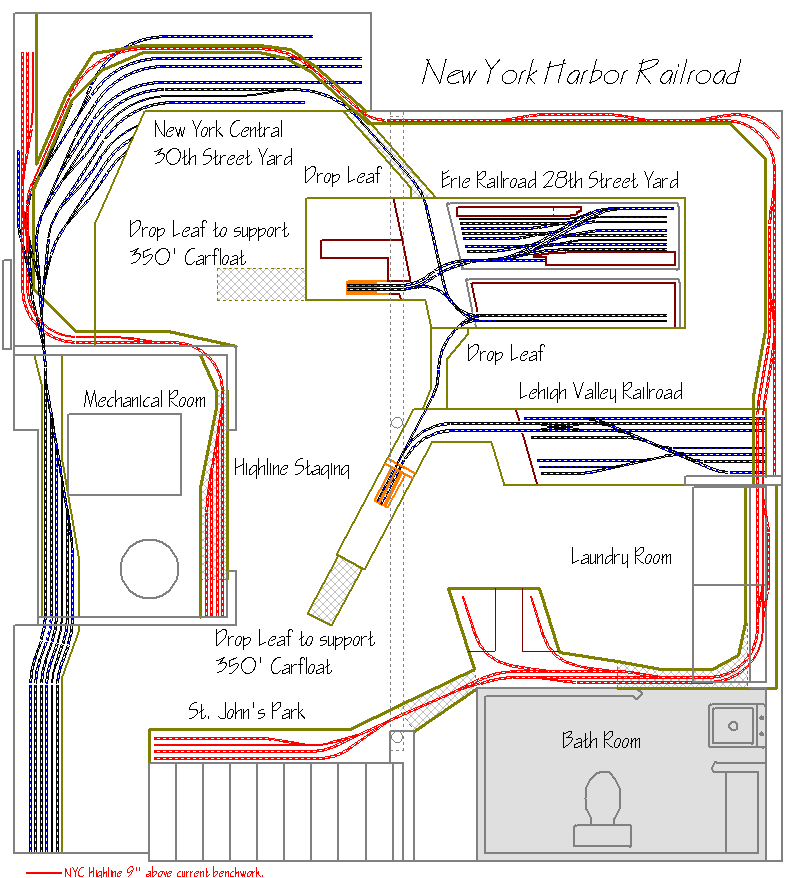 New York Harbor Railroad
New York Central
30th Street Yard
Drop Leaf
Erie Railroad 28th Street Yard
Drop Leaf to support
350' Carfloat
Drop Leaf
Mechanical Room
Lehigh Valley Railroad
Highline Staging
Laundry Room
Drop Leaf to support
350' Carfloat
St. John's Park
Bath Room
NYC Highline 9" above current benchwork.